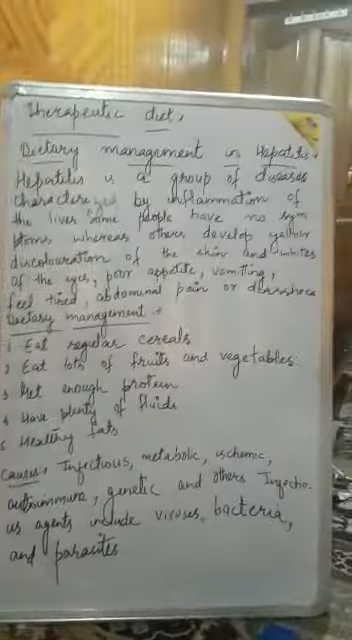 Therapeutic diet,
Dietary management in Hepatitis,
Hepatitis is a group of diseases
characterized by inflammation of
the liver some people have no sym
ptoms whereas others develop yellow
discolouration of the skin and whites
of the eyes, poor appetite, vomiting,
feel tired, abdominal pain or diarrhoea
Dietary management :
1 Eat regular cereals
2 Eat lots of fruits and vegetables
3 Get enough protein
4 Have plenty of fluids
5 Healthy fats
Causes, Infectious, metabolic, ischemic,
autoimmune, genetic and others Infectio.
us agents include viruses, bacteria,
and parasites